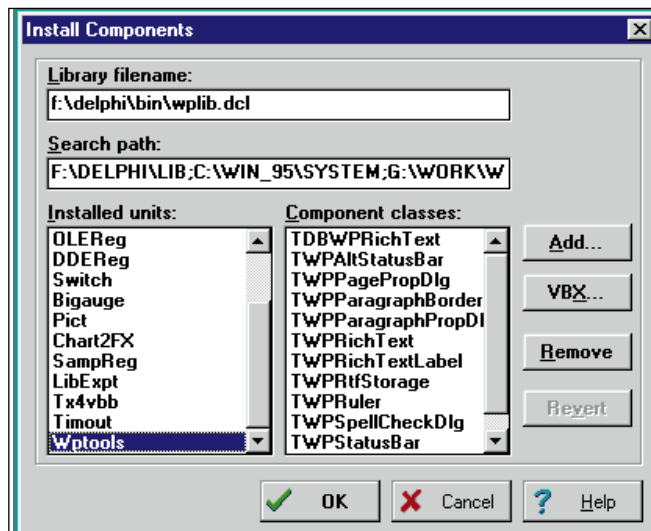 Install Components
Library filename:
f:\delphi\bin\wplib.dcl
Search path:
F:\DELPHI\LIB;C:\WIN_95\SYSTEM;G:\WORK\W
Installed units:
OLEReg
DDEReg
Switch
Bigauge
Pict
Chart2FX
SampReg
LibExpt
Tx4vbb
Timout
Wptools
Component classes:
TDBWPRichText
TWPAltStatusBar
TWPPagePropDlg
TWPParagraphBorder
TWPParagraphPropDl
TWPRichText
TWPRichTextLabel
TWPRtfStorage
TWPRuler
TWPSpellCheckDlg
TWPStatusBar
Add...
VBX...
Remove
Revert
OK
Cancel
Help